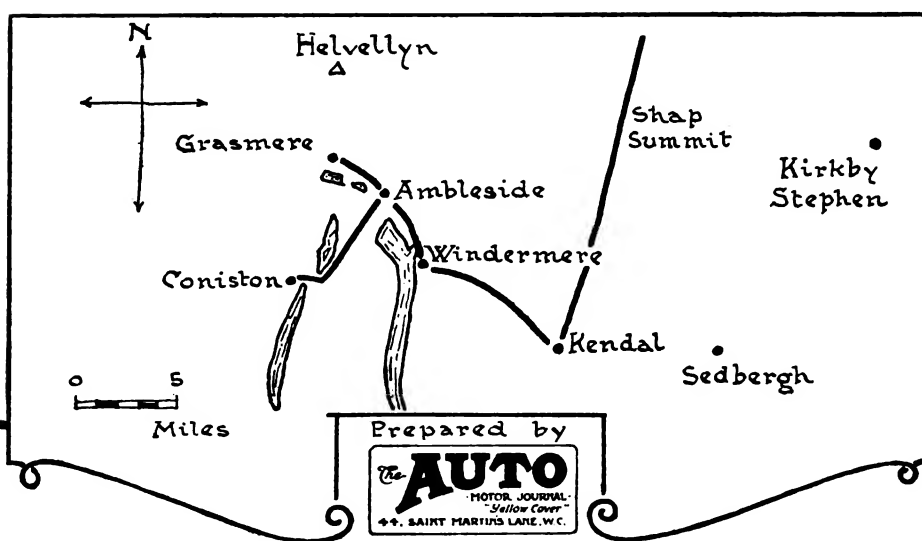 N
Helvellyn
Shap
Summit
Grasmere
Kirkby
Stephen
Ambleside
Windermere
Coniston
Kendal
Sedbergh
0 5
Miles
Prepared by
The AUTO
MOTOR JOURNAL
"Yellow Cover"
44, SAINT MARTIN'S LANE, W.C.